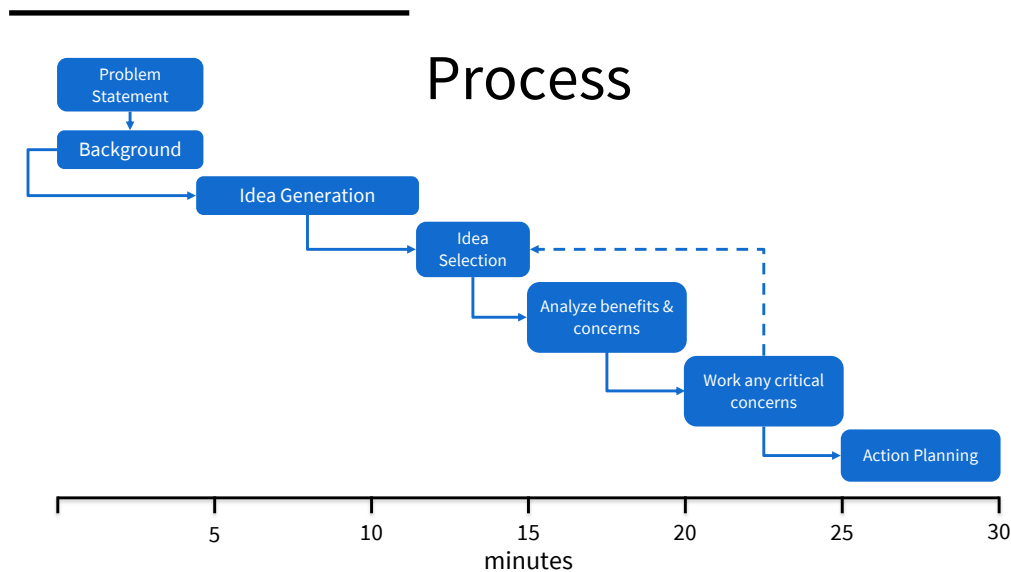 Process
Problem
Statement
Background
Idea Generation
Idea
Selection
Analyze benefits &
concerns
Work any critical
concerns
Action Planning
5
10
15
20
25
30
minutes